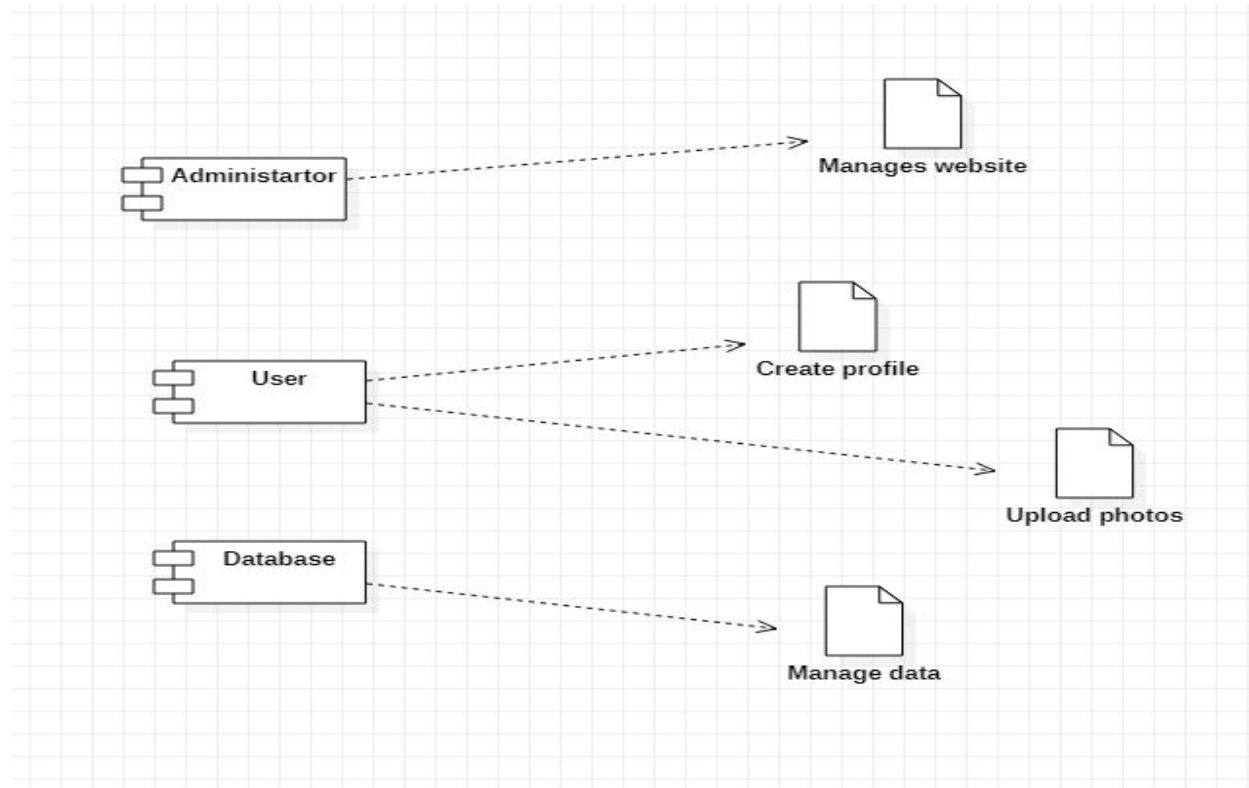 Administartor
Manages website
User
Create profile
Upload photos
Database
Manage data